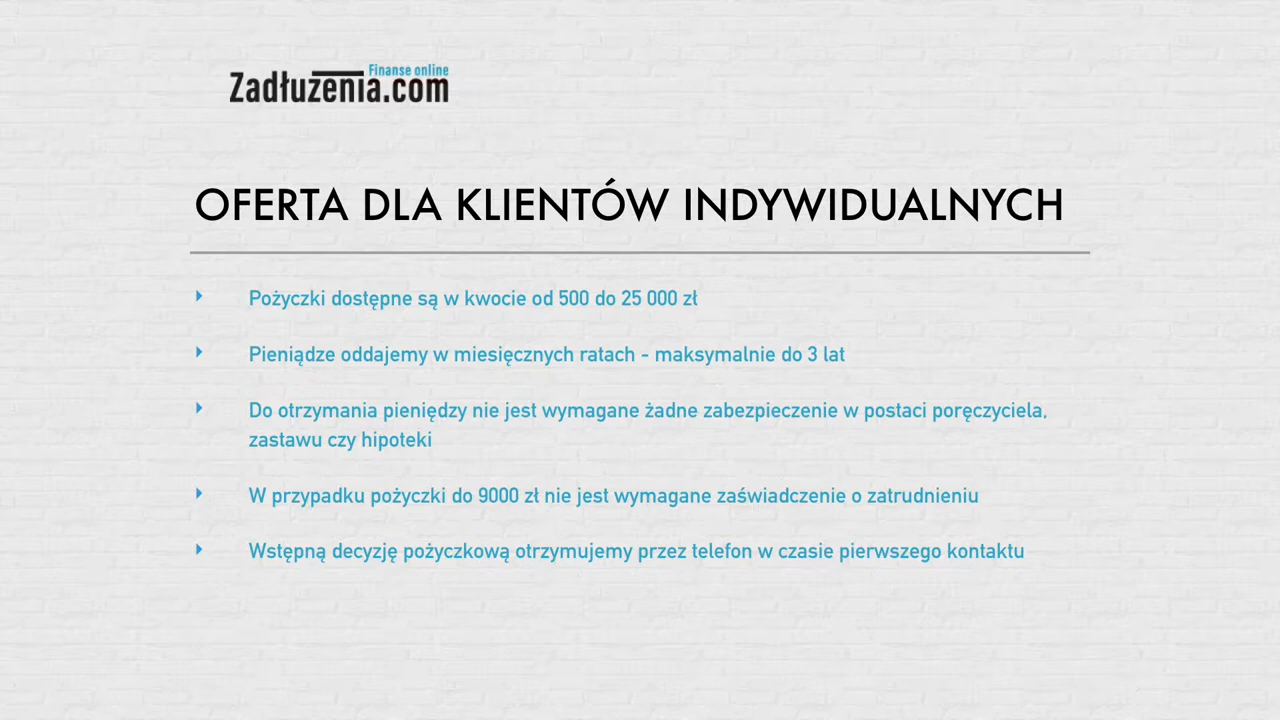 Finanse online
Zadłużenia.com
OFERTA DLA KLIENTÓW INDYWIDUALNYCH
Pożyczki dostępne są w kwocie od 500 do 25 000 zł
Pieniądze oddajemy w miesięcznych ratach - maksymalnie do 3 lat
Do otrzymania pieniędzy nie jest wymagane żadne zabezpieczenie w postaci poręczyciela,
zastawu czy hipoteki
W przypadku pożyczki do 9000 zł nie jest wymagane zaświadczenie o zatrudnieniu
Wstępną decyzję pożyczkową otrzymujemy przez telefon w czasie pierwszego kontaktu